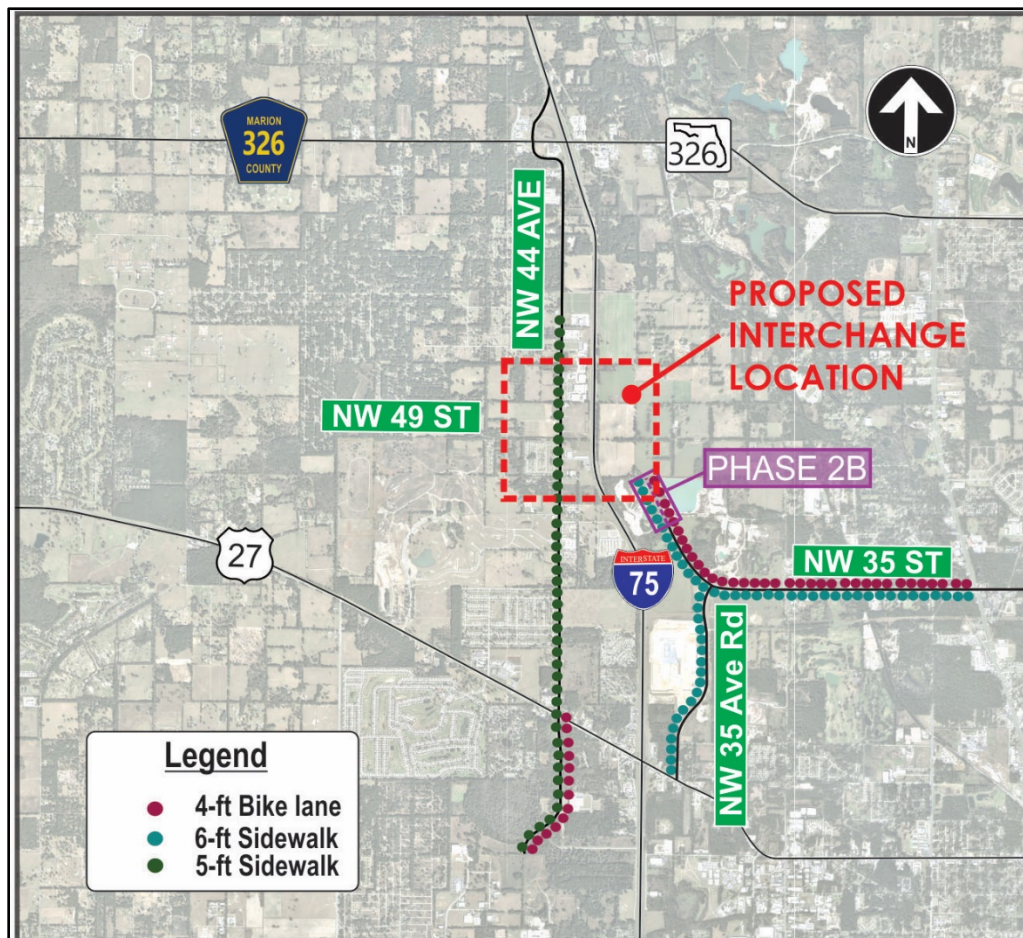 MARION
326
COUNTY
326
N
NW 44 AVE
PROPOSED
INTERCHANGE
LOCATION
NW 49 ST
PHASE 2B
27
INTERSTATE
75
NW 35 ST
NW 35 Ave Rd
Legend
4-ft Bike lane
6-ft Sidewalk
5-ft Sidewalk